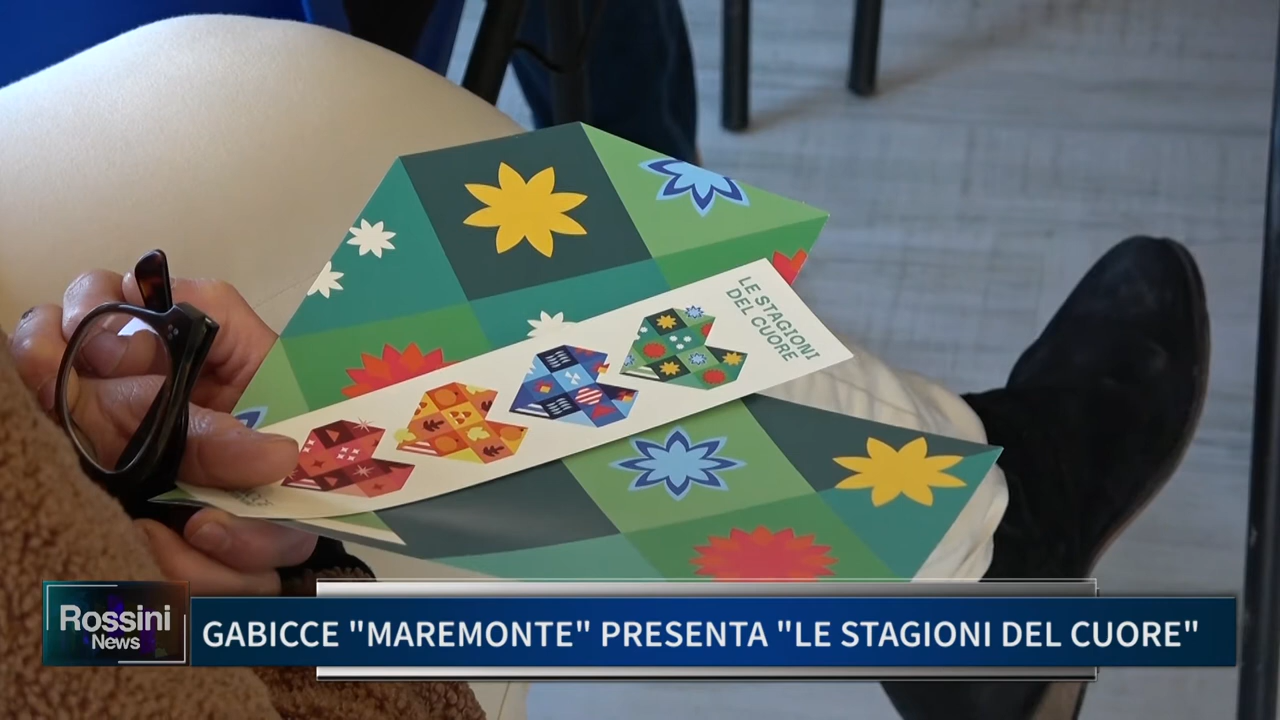 LE STAGIONI
DEL CUORE
Rossini
News
GABICCE "MAREMONTE" PRESENTA "LE STAGIONI DEL CUORE"